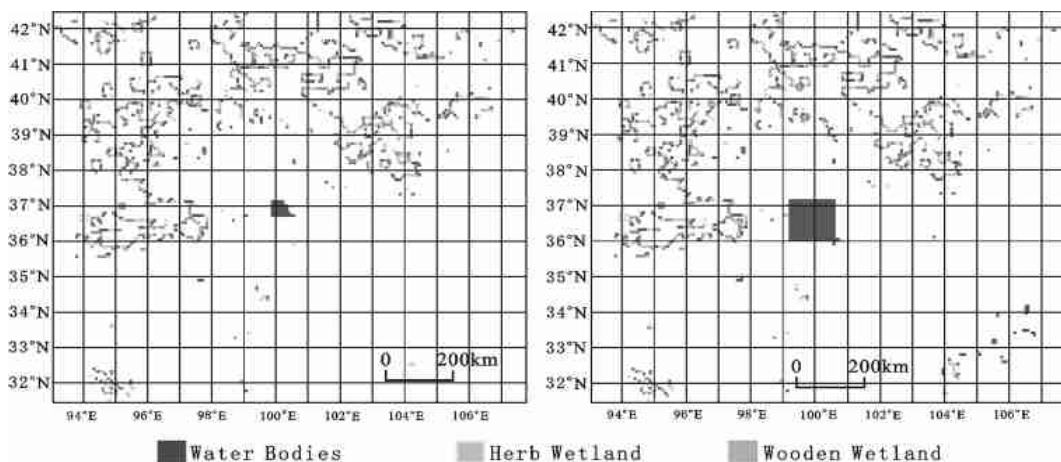 42°N
41°N
40°N
39°N
38°N
37°N
36°N
35°N
34°N
33°N
32°N
0 200km
94°E 96°E 98°E 100°E 102°E 104°E 106°E
42°N
41°N
40°N
39°N
38°N
37°N
36°N
35°N
34°N
33°N
32°N
0 200km
94°E 96°E 98°E 100°E 102°E 104°E 106°E
Water Bodies Herb Wetland Wooden Wetland